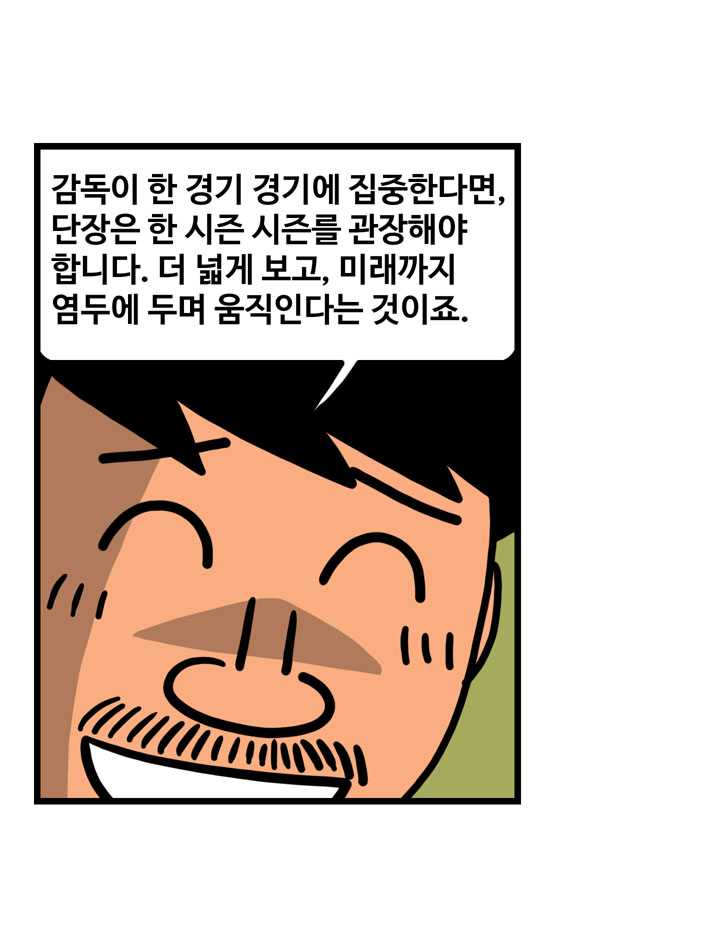 감독이 한 경기 경기에 집중한다면,
단장은 한 시즌 시즌를 관장해야
합니다. 더 넓게 보고, 미래까지
염두에 두며 움직인다는 것이죠.